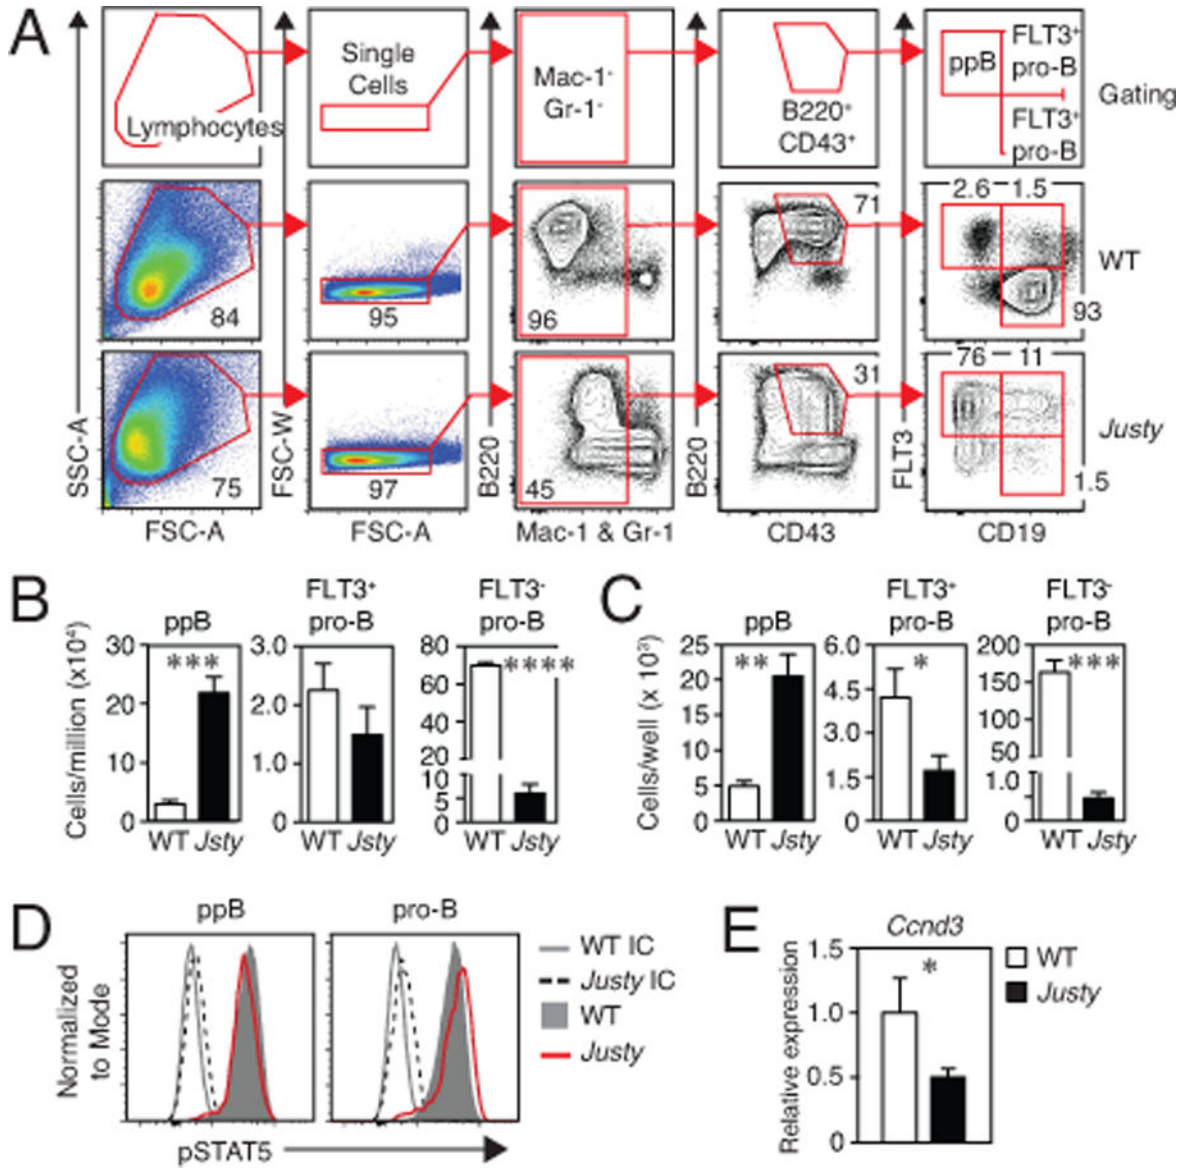 A
SSC-A
Lymphocytes
FSC-W
Single
Cells
B220
Mac-1-
Gr-1-
B220
B220+
CD43+
FLT3
ppB
FLT3+
pro-B
FLT3+
pro-B
Gating
84
95
96
71
2.6 1.5
93
WT
75
97
45
31
76 11
1.5
Justy
FSC-A
FSC-A
Mac-1 & Gr-1
CD43
CD19
B
Cells/million (x10⁴)
ppB
30
20
10
0
***
WT Jsty
FLT3+
pro-B
3.0
2.0
1.0
0
WT Jsty
FLT3-
pro-B
80
60
40
20
10
5
0
****
WT Jsty
C
Cells/well (x 10³)
ppB
25
20
15
10
5
0
**
WT Jsty
FLT3+
pro-B
6.0
4.5
3.0
1.5
0
*
WT Jsty
FLT3-
pro-B
200
150
100
50
1.0
0
***
WT Jsty
D
Normalized
to Mode
ppB
pro-B
pSTAT5
WT IC
Justy IC
WT
Justy
E
Relative expression
Ccnd3
1.5
1.0
0.5
0
*
WT
Justy